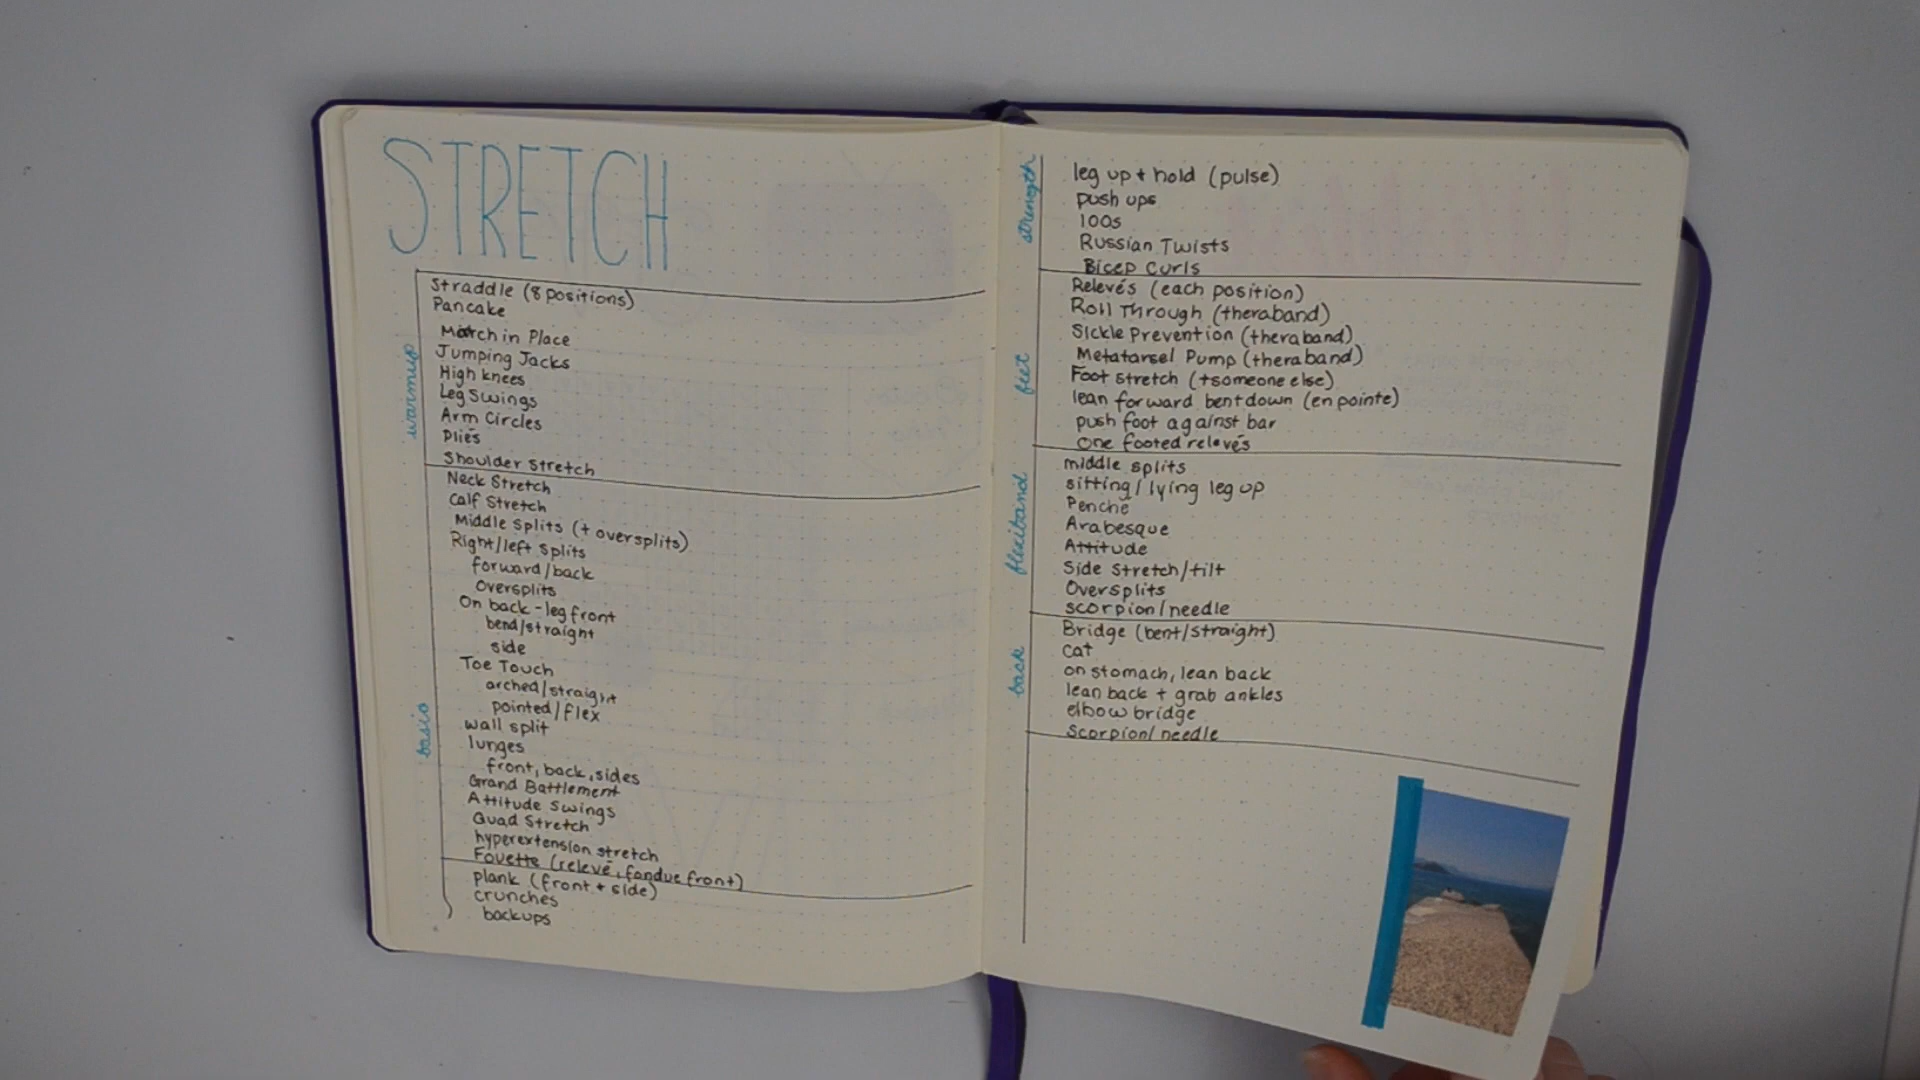 STRETCH
warmup
Straddle (8 positions)
Pancake
March in Place
Jumping Jacks
High knees
Leg Swings
Arm Circles
Pliés
Shoulder Stretch
basic
Neck Stretch
Calf Stretch
Middle Splits (+ oversplits)
Right/left Splits
forward/back
Oversplits
On back - leg front
bend/straight
side
Toe Touch
arched/straight
pointed/flex
wall split
lunges
front, back, sides
Grand Battlement
Attitude Swings
Quad Stretch
hyperextension stretch
Fouette (relevé, fondue front)
plank (front + side)
crunches
backups
strength
leg up + hold (pulse)
push ups
100s
Russian Twists
Bicep Curls
feet
Relevés (each position)
Roll Through (theraband)
Sickle Prevention (theraband)
Metatarsel Pump (theraband)
Foot Stretch (+someone else)
lean forward bent down (en pointe)
push foot against bar
One footed relevés
flexiband
middle splits
sitting/lying leg up
Penché
Arabesque
Attitude
Side Stretch/tilt
Oversplits
scorpion/needle
back
Bridge (bent/straight)
cat
on stomach, lean back
lean back + grab ankles
elbow bridge
Scorpion/needle